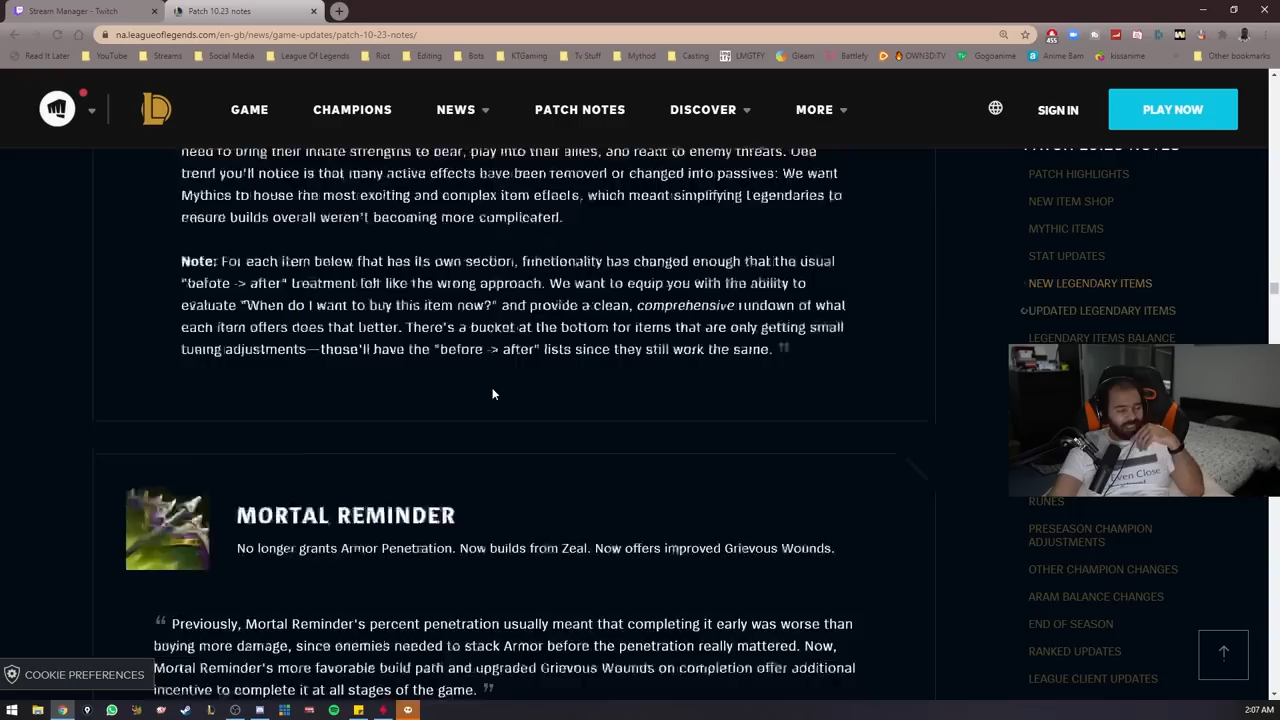 Stream Manager - Twitch
Patch 10.23 notes
na.leagueoflegends.com/en-gb/news/game-updates/patch-10-23-notes/
455
Read It Later YouTube Streams Social Media League Of Legends Riot Editing Bots KTGaming Tv Stuff Mythod Casting LMGTFY Gleam Battlefy OWN3D:TV Gogoanime Anime Bam kissanime Other bookmarks
GAME CHAMPIONS NEWS PATCH NOTES DISCOVER MORE SIGN IN PLAY NOW
need to bring their innate strengths to bear, play into their allies, and react to enemy threats. One
trend you'll notice is that many active effects have been removed or changed into passives: We want
Mythics to house the most exciting and complex item effects, which meant simplifying Legendaries to
ensure builds overall weren't becoming more complicated.
Note: For each item below that has its own section, functionality has changed enough that the usual
"before -> after" treatment felt like the wrong approach. We want to equip you with the ability to
evaluate "When do I want to buy this item now?" and provide a clean, comprehensive rundown of what
each item offers does that better. There's a bucket at the bottom for items that are only getting small
tuning adjustments—those'll have the "before -> after" lists since they still work the same. "
MORTAL REMINDER
No longer grants Armor Penetration. Now builds from Zeal. Now offers improved Grievous Wounds.
" Previously, Mortal Reminder's percent penetration usually meant that completing it early was worse than
buying more damage, since enemies needed to stack Armor before the penetration really mattered. Now,
Mortal Reminder's more favorable build path and upgraded Grievous Wounds on completion offer additional
incentive to complete it at all stages of the game. "
PATCH 10.23 NOTES
PATCH HIGHLIGHTS
NEW ITEM SHOP
MYTHIC ITEMS
STAT UPDATES
NEW LEGENDARY ITEMS
UPDATED LEGENDARY ITEMS
LEGENDARY ITEMS BALANCE
Even Close
RUNES
PRESEASON CHAMPION
ADJUSTMENTS
OTHER CHAMPION CHANGES
ARAM BALANCE CHANGES
END OF SEASON
RANKED UPDATES
LEAGUE CLIENT UPDATES
COOKIE PREFERENCES
2:07 AM